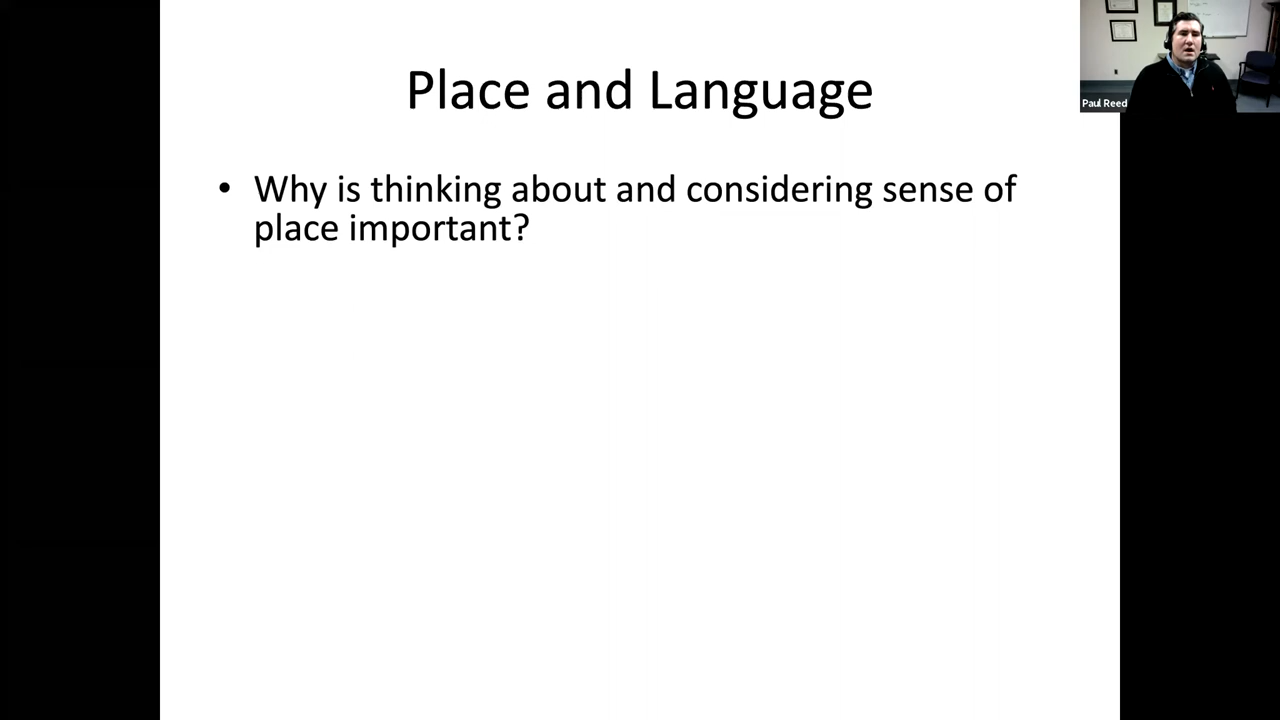 Place and Language
• Why is thinking about and considering sense of
place important?
Paul Reed